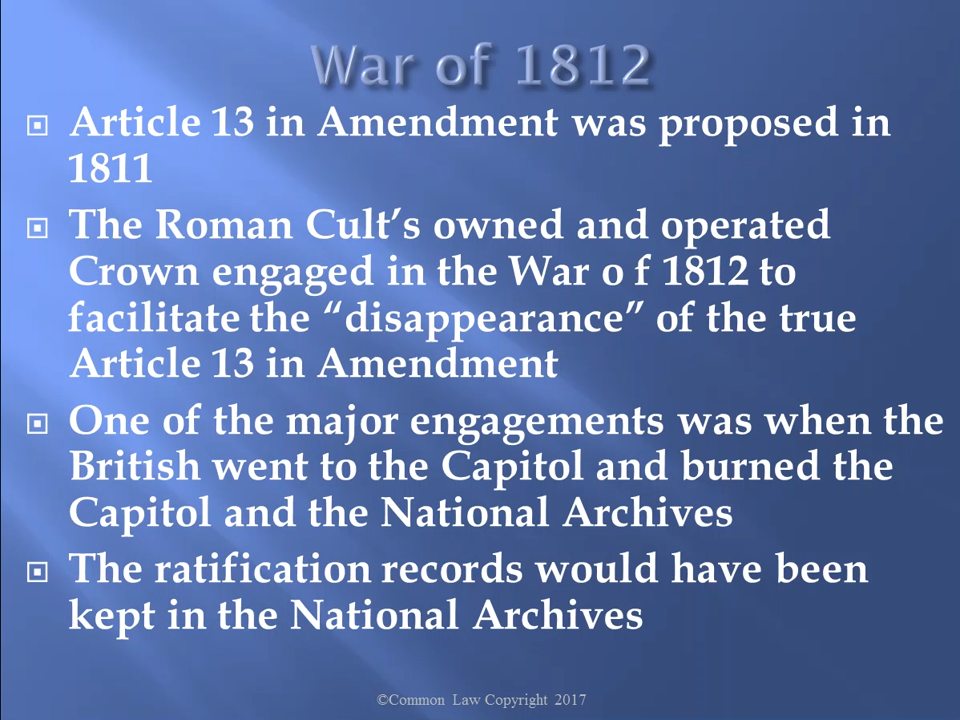 War of 1812
Article 13 in Amendment was proposed in
1811
The Roman Cult’s owned and operated
Crown engaged in the War o f 1812 to
facilitate the “disappearance” of the true
Article 13 in Amendment
One of the major engagements was when the
British went to the Capitol and burned the
Capitol and the National Archives
The ratification records would have been
kept in the National Archives
©Common Law Copyright 2017